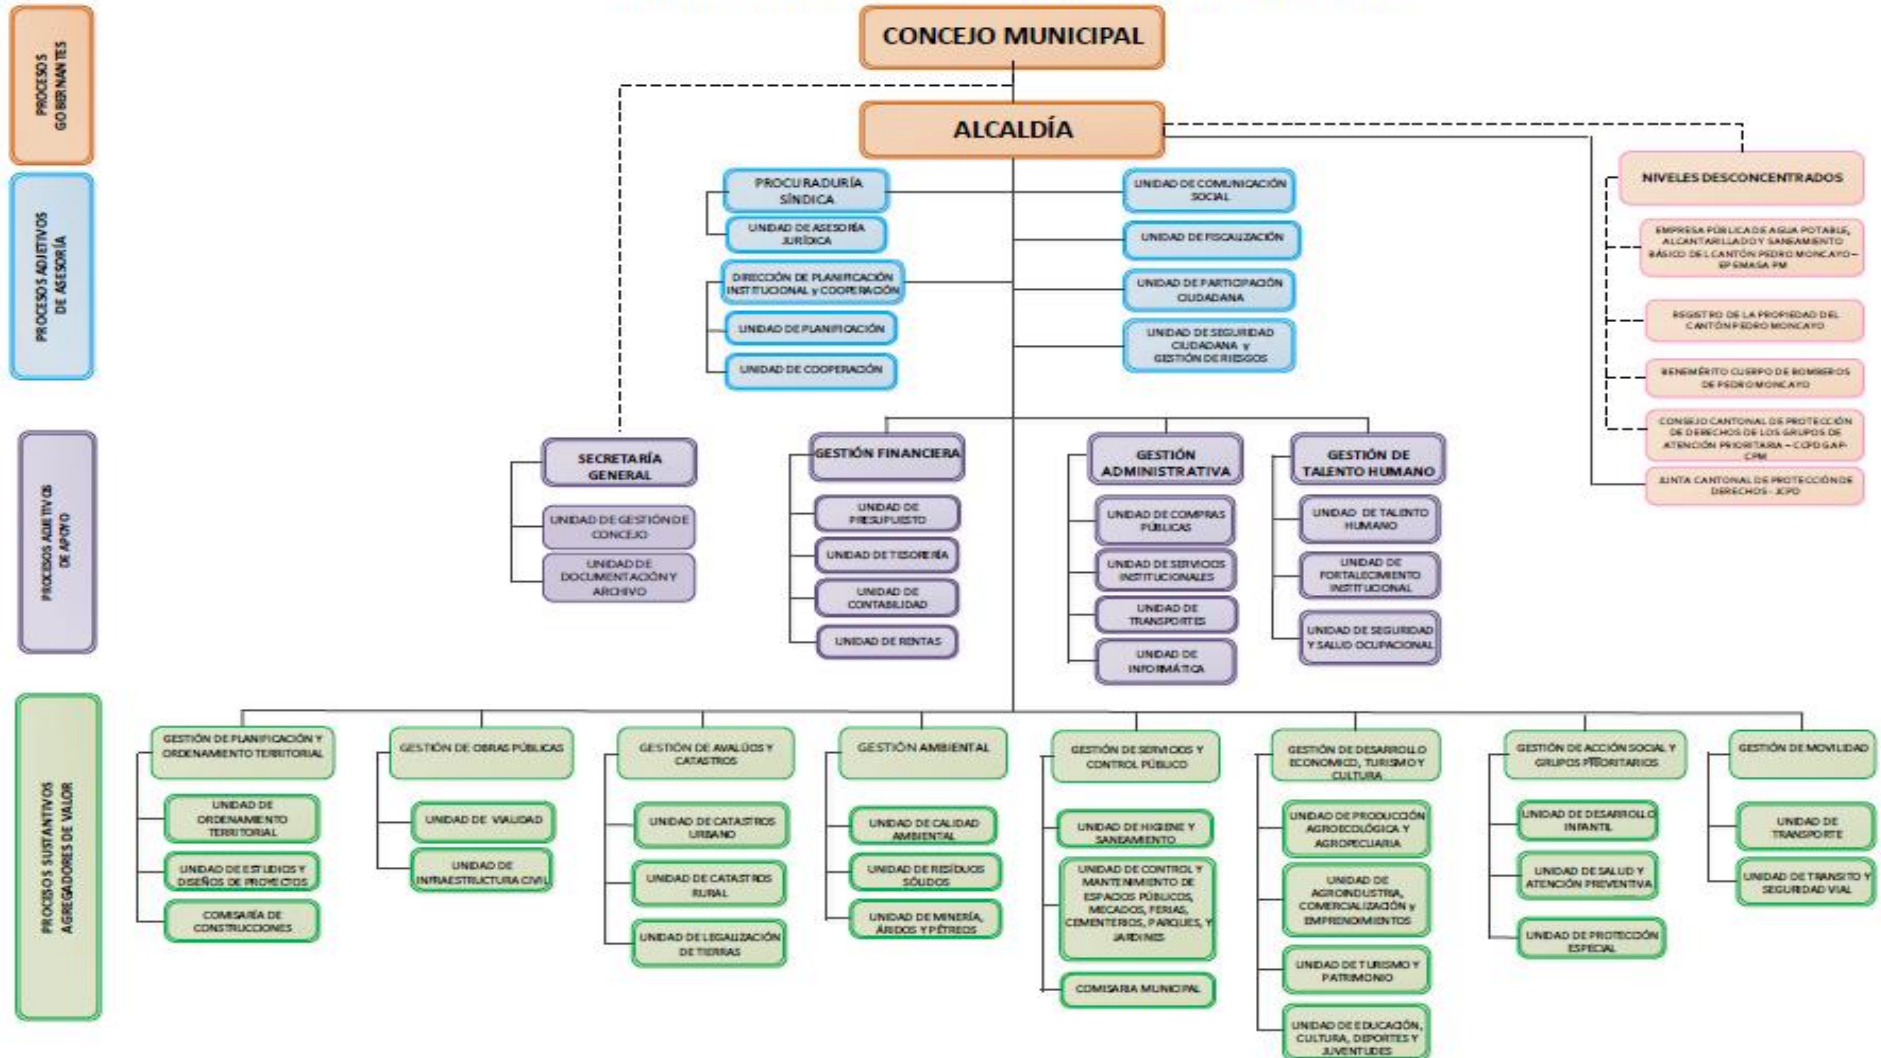 CONCEJO MUNICIPAL
ALCALDÍA
PROCESOS
GOBERNANTES
PROCESOS ADJETIVOS
DE ASESORÍA
PROCURADURÍA
SÍNDICA
UNIDAD DE ASESORÍA
JURÍDICA
DIRECCIÓN DE PLANIFICACIÓN
INSTITUCIONAL y COOPERACIÓN
UNIDAD DE PLANIFICACIÓN
UNIDAD DE COOPERACIÓN
UNIDAD DE COMUNICACIÓN
SOCIAL
UNIDAD DE FISCALIZACIÓN
UNIDAD DE PARTICIPACIÓN
CIUDADANA
UNIDAD DE SEGURIDAD
CIUDADANA y
GESTIÓN DE RIESGOS
NIVELES DESCONCENTRADOS
EMPRESA PÚBLICA DE AGUA POTABLE,
ALCANTARILLADO Y SANEAMIENTO
BÁSICO DEL CANTÓN PEDRO MONCAYO –
EP EMASA PM
REGISTRO DE LA PROPIEDAD DEL
CANTÓN PEDRO MONCAYO
BENEMÉRITO CUERPO DE BOMBEROS
DE PEDRO MONCAYO
CONSEJO CANTONAL DE PROTECCIÓN
DE DERECHOS DE LOS GRUPOS DE
ATENCIÓN PRIORITARIA – CCPD GAP-
CPM
JUNTA CANTONAL DE PROTECCIÓN DE
DERECHOS - JCPD
PROCESOS ADJETIVOS
DE APOYO
SECRETARÍA
GENERAL
UNIDAD DE GESTIÓN DE
CONCEJO
UNIDAD DE
DOCUMENTACIÓN Y
ARCHIVO
GESTIÓN FINANCIERA
UNIDAD DE
PRESUPUESTO
UNIDAD DE TESORERÍA
UNIDAD DE
CONTABILIDAD
UNIDAD DE RENTAS
GESTIÓN
ADMINISTRATIVA
UNIDAD DE COMPRAS
PÚBLICAS
UNIDAD DE SERVICIOS
INSTITUCIONALES
UNIDAD DE
TRANSPORTES
UNIDAD DE
INFORMÁTICA
GESTIÓN DE
TALENTO HUMANO
UNIDAD DE TALENTO
HUMANO
UNIDAD DE
FORTALECIMIENTO
INSTITUCIONAL
UNIDAD DE SEGURIDAD
Y SALUD OCUPACIONAL
PROCESOS SUSTANTIVOS
AGREGADORES DE VALOR
GESTIÓN DE PLANIFICACIÓN Y
ORDENAMIENTO TERRITORIAL
UNIDAD DE
ORDENAMIENTO
TERRITORIAL
UNIDAD DE ESTUDIOS Y
DISEÑOS DE PROYECTOS
COMISARÍA DE
CONSTRUCCIONES
GESTIÓN DE OBRAS PÚBLICAS
UNIDAD DE VIALIDAD
UNIDAD DE
INFRAESTRUCTURA CIVIL
GESTIÓN DE AVALÚOS Y
CATASTROS
UNIDAD DE CATASTROS
URBANO
UNIDAD DE CATASTROS
RURAL
UNIDAD DE LEGALIZACIÓN
DE TIERRAS
GESTIÓN AMBIENTAL
UNIDAD DE CALIDAD
AMBIENTAL
UNIDAD DE RESÍDUOS
SÓLIDOS
UNIDAD DE MINERÍA,
ÁRIDOS Y PÉTREOS
GESTIÓN DE SERVICIOS Y
CONTROL PÚBLICO
UNIDAD DE HIGIENE Y
SANEAMIENTO
UNIDAD DE CONTROL Y
MANTENIMIENTO DE
ESPACIOS PÚBLICOS,
MECADOS, FERIAS,
CEMENTERIOS, PARQUES, Y
JARDINES
COMISARIA MUNICIPAL
GESTIÓN DE DESARROLLO
ECONOMICO, TURISMO Y
CULTURA
UNIDAD DE PRODUCCIÓN
AGROECOLÓGICA Y
AGROPECUARIA
UNIDAD DE
AGROINDUSTRIA,
COMERCIALIZACIÓN y
EMPRENDIMIENTOS
UNIDAD DE TURISMO Y
PATRIMONIO
UNIDAD DE EDUCACIÓN,
CULTURA, DEPORTES Y
JUVENTUDES
GESTIÓN DE ACCIÓN SOCIAL Y
GRUPOS PRIORITARIOS
UNIDAD DE DESARROLLO
INFANTIL
UNIDAD DE SALUD Y
ATENCIÓN PREVENTIVA
UNIDAD DE PROTECCIÓN
ESPECIAL
GESTIÓN DE MOVILIDAD
UNIDAD DE
TRANSPORTE
UNIDAD DE TRANSITO Y
SEGURIDAD VIAL